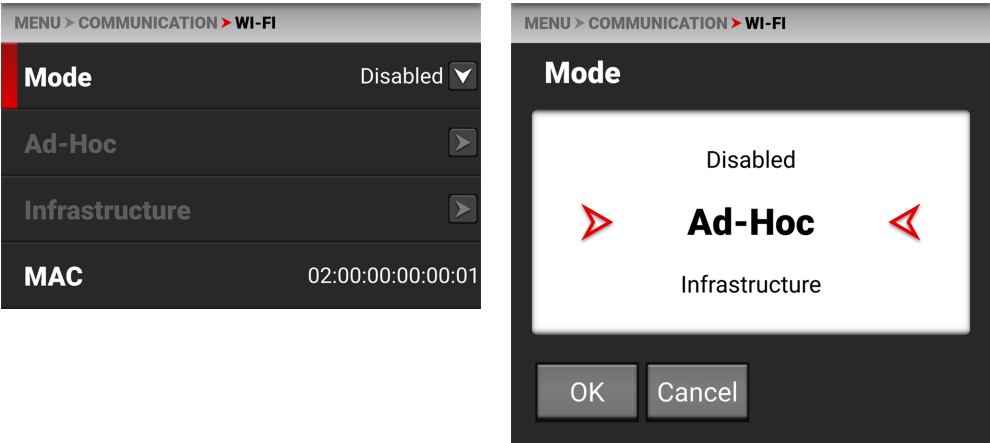 MENU > COMMUNICATION > WI-FI
Mode Disabled
Ad-Hoc
Infrastructure
MAC 02:00:00:00:00:01
MENU > COMMUNICATION > WI-FI
Mode
Disabled
Ad-Hoc
Infrastructure
OK Cancel